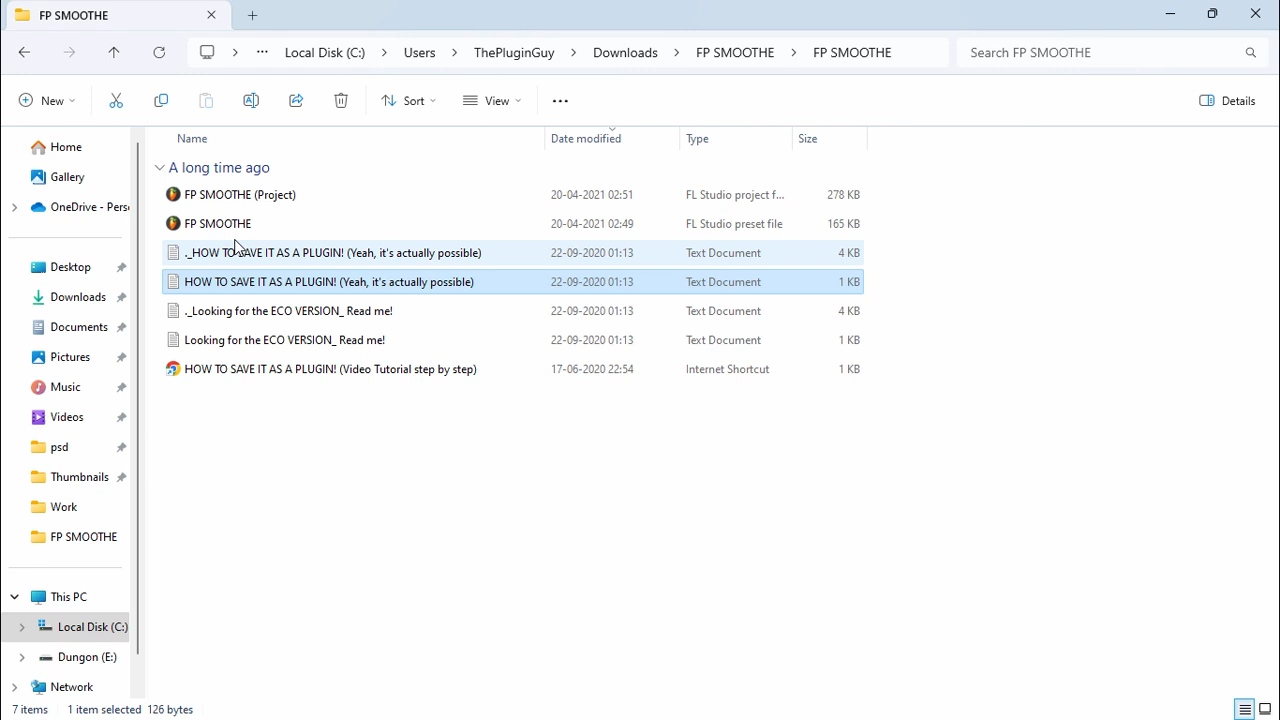 FP SMOOTHE
Local Disk (C:) Users ThePluginGuy Downloads FP SMOOTHE FP SMOOTHE
Search FP SMOOTHE
New
Sort
View
Details
Home
Gallery
OneDrive - Pers
Desktop
Downloads
Documents
Pictures
Music
Videos
psd
Thumbnails
Work
FP SMOOTHE
This PC
Local Disk (C:)
Dungon (E:)
Network
Name Date modified Type Size
A long time ago
FP SMOOTHE (Project) 20-04-2021 02:51 FL Studio project f... 278 KB
FP SMOOTHE 20-04-2021 02:49 FL Studio preset file 165 KB
._HOW TO SAVE IT AS A PLUGIN! (Yeah, it's actually possible) 22-09-2020 01:13 Text Document 4 KB
HOW TO SAVE IT AS A PLUGIN! (Yeah, it's actually possible) 22-09-2020 01:13 Text Document 1 KB
._Looking for the ECO VERSION_ Read me! 22-09-2020 01:13 Text Document 4 KB
Looking for the ECO VERSION_ Read me! 22-09-2020 01:13 Text Document 1 KB
HOW TO SAVE IT AS A PLUGIN! (Video Tutorial step by step) 17-06-2020 22:54 Internet Shortcut 1 KB
7 items 1 item selected 126 bytes